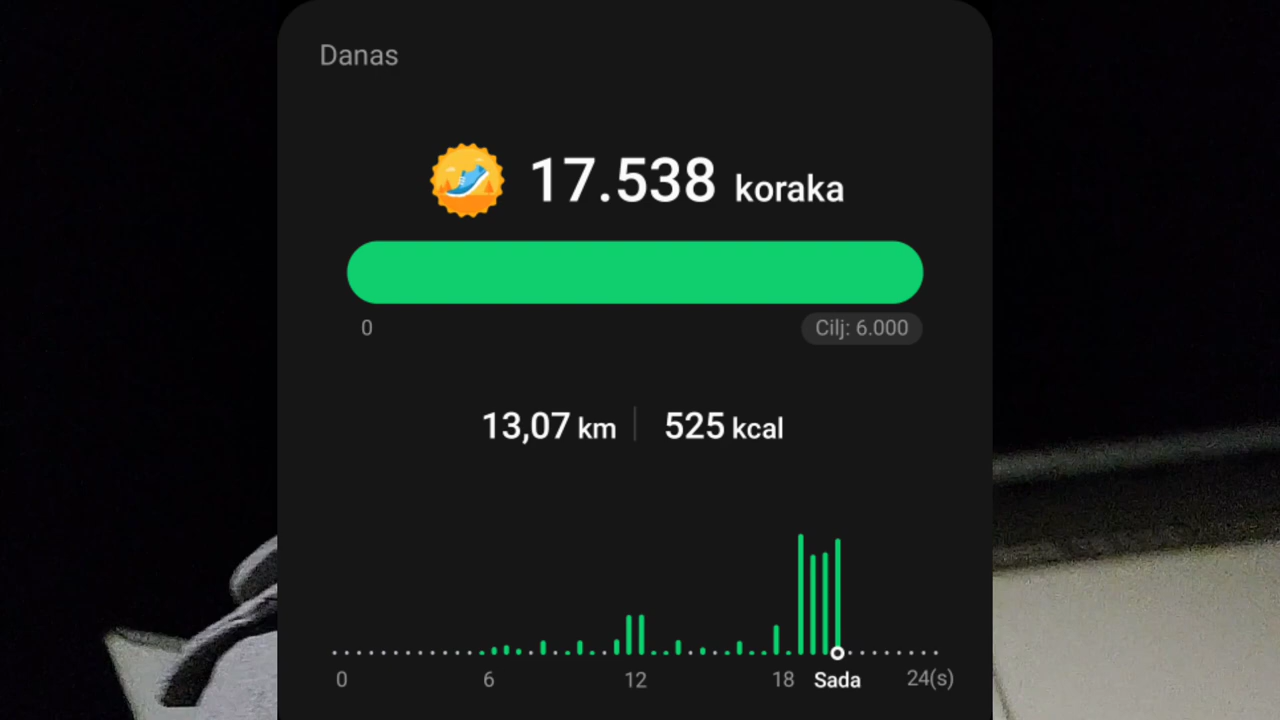 Danas
17.538 koraka
0 Cilj: 6.000
13,07 km 525 kcal
0 6 12 18 Sada 24(s)